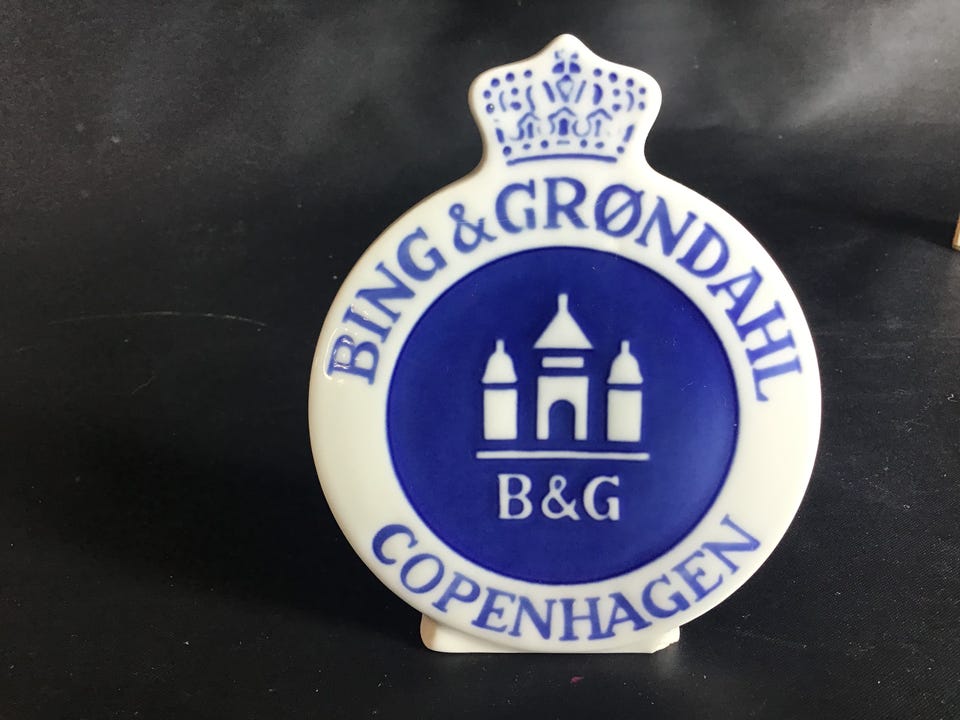 BING & GRØNDAHL
B&G
COPENHAGEN